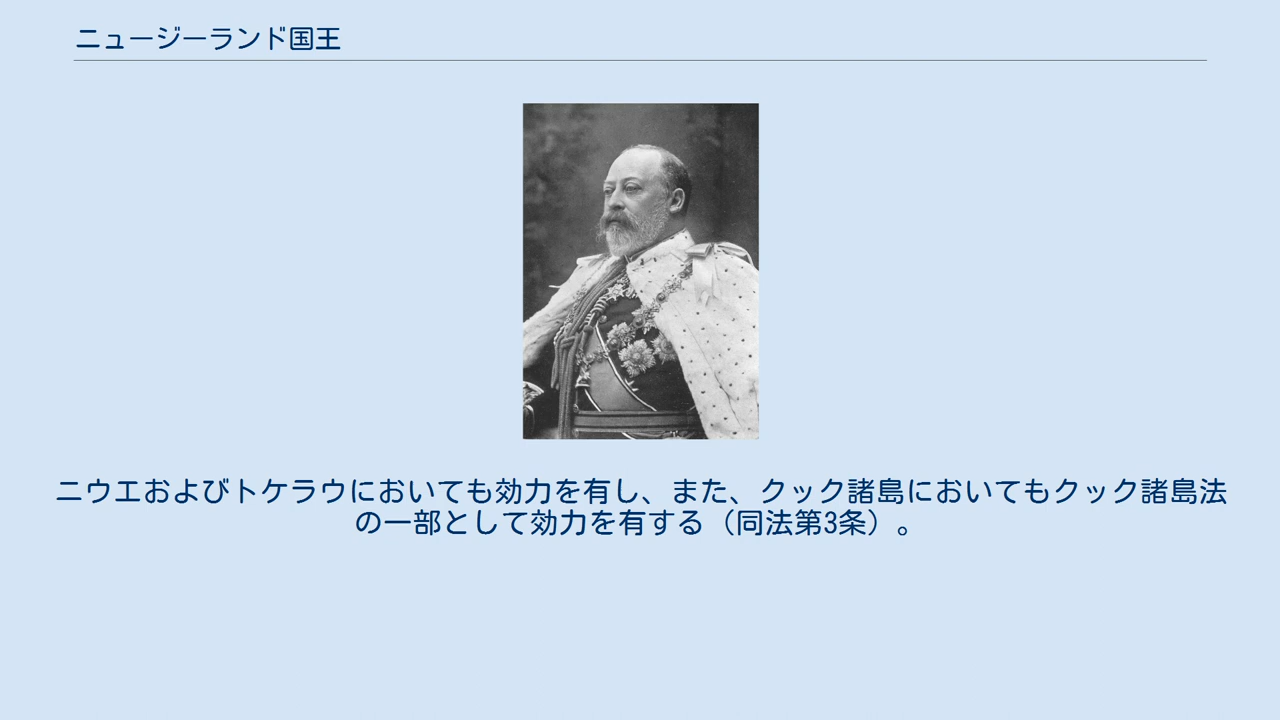 ニュージーランド国王
ニウエおよびトケラウにおいても効力を有し、また、クック諸島においてもクック諸島法
の一部として効力を有する（同法第3条）。